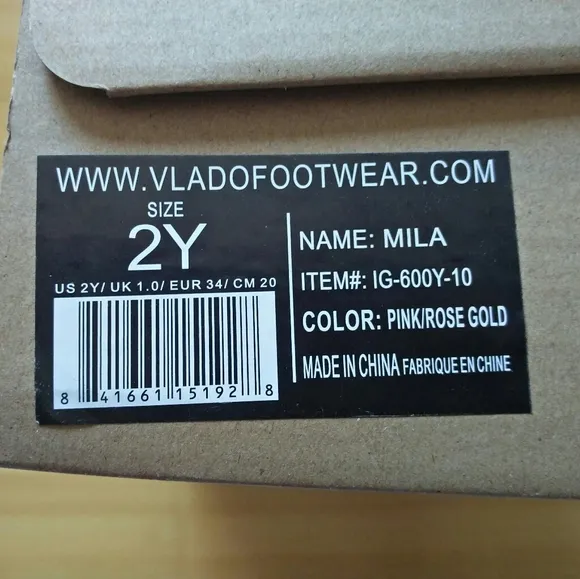 WWW.VLADOFOOTWEAR.COM
SIZE
2Y
US 2Y/ UK 1.0/ EUR 34/ CM 20
8 41661 15192 8
NAME: MILA
ITEM#: IG-600Y-10
COLOR: PINK/ROSE GOLD
MADE IN CHINA FABRIQUE EN CHINE